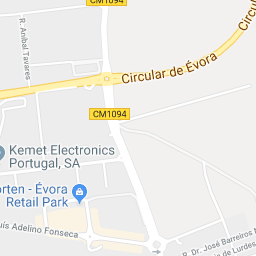 CM1094
R. Aníbal Tavares
Circular de Évora
Circul
CM1094
Kemet Electronics
Portugal, SA
orten - Évora
Retail Park
uís Adelino Fonseca
R. Dr. José Barreiros
de Lurdes